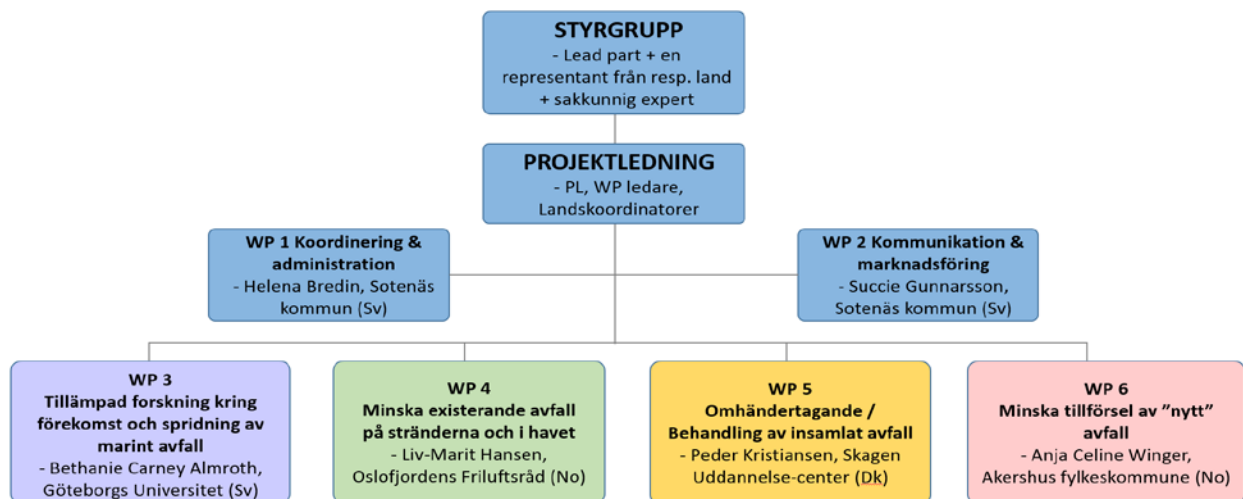 STYRGRUPP
- Lead part + en
representant från resp. land
+ sakkunnig expert
PROJEKTLEDNING
- PL, WP ledare,
Landskoordinatorer
WP 1 Koordinering &
administration
- Helena Bredin, Sotenäs
kommun (Sv)
WP 2 Kommunikation &
marknadsföring
- Succie Gunnarsson,
Sotenäs kommun (Sv)
WP 3
Tillämpad forskning kring
förekomst och spridning av
marint avfall
- Bethanie Carney Almroth,
Göteborgs Universitet (Sv)
WP 4
Minska existerande avfall
på stränderna och i havet
- Liv-Marit Hansen,
Oslofjordens Friluftsråd (No)
WP 5
Omhändertagande /
Behandling av insamlat avfall
- Peder Kristiansen, Skagen
Uddannelse-center (Dk)
WP 6
Minska tillförsel av ”nytt”
avfall
- Anja Celine Winger,
Akershus fylkeskommune (No)